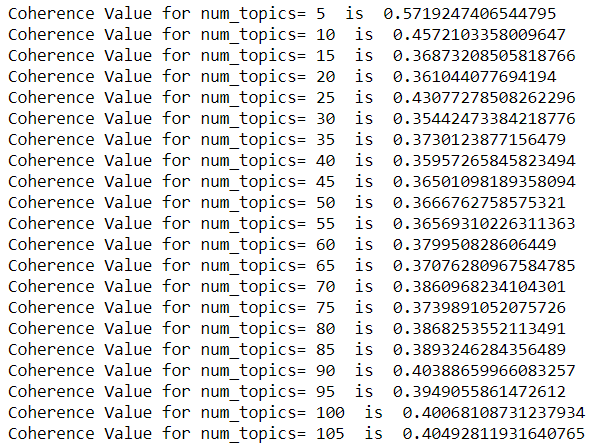 Coherence Value for num_topics= 5  is  0.5719247406544795
Coherence Value for num_topics= 10  is  0.4572103358009647
Coherence Value for num_topics= 15  is  0.36873208505818766
Coherence Value for num_topics= 20  is  0.361044077694194
Coherence Value for num_topics= 25  is  0.43077278508262296
Coherence Value for num_topics= 30  is  0.35442473384218776
Coherence Value for num_topics= 35  is  0.3730123877156479
Coherence Value for num_topics= 40  is  0.35957265845823494
Coherence Value for num_topics= 45  is  0.36501098189358094
Coherence Value for num_topics= 50  is  0.3666762758575321
Coherence Value for num_topics= 55  is  0.36569310226311363
Coherence Value for num_topics= 60  is  0.379950828606449
Coherence Value for num_topics= 65  is  0.37076280967584785
Coherence Value for num_topics= 70  is  0.3860968234104301
Coherence Value for num_topics= 75  is  0.3739891052075726
Coherence Value for num_topics= 80  is  0.3868253552113491
Coherence Value for num_topics= 85  is  0.3893246284356489
Coherence Value for num_topics= 90  is  0.40388659966083257
Coherence Value for num_topics= 95  is  0.3949055861472612
Coherence Value for num_topics= 100  is  0.40068108731237934
Coherence Value for num_topics= 105  is  0.40492811931640765